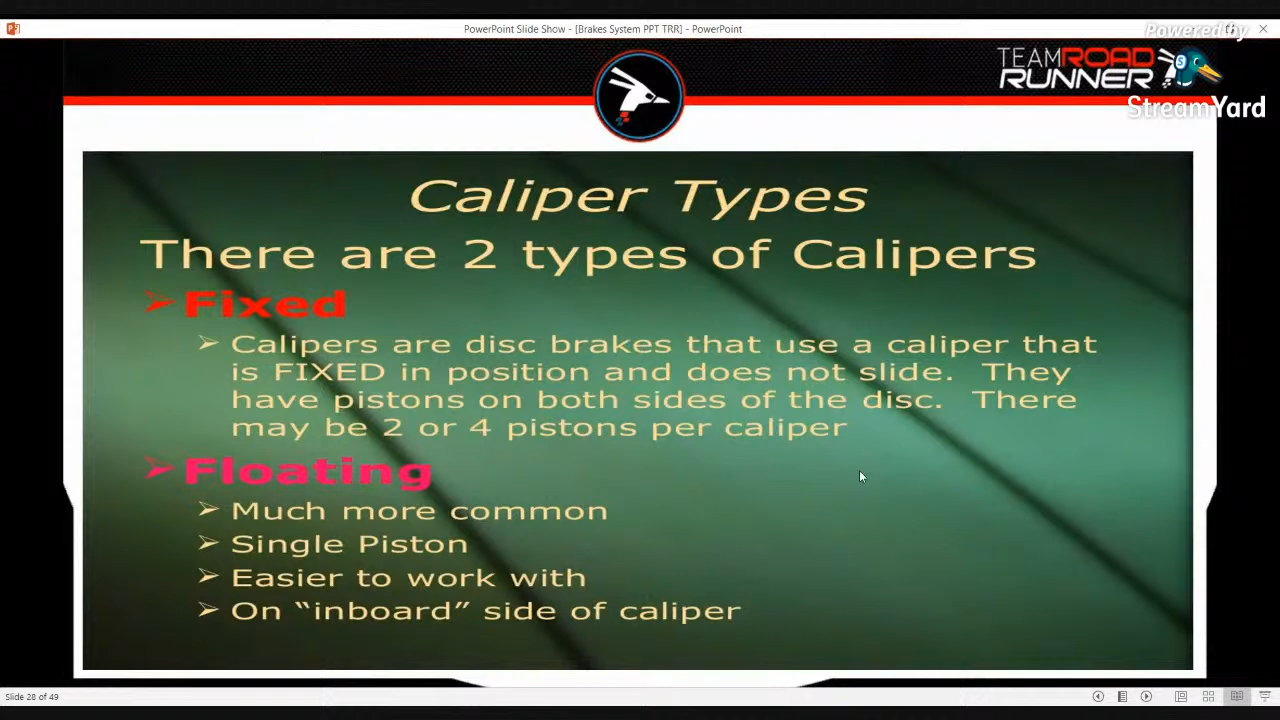 PowerPoint Slide Show - [Brakes System PPT TRR] - PowerPoint
Powered by
TEAMROAD
RUNNER
StreamYard
Caliper Types
There are 2 types of Calipers
➢ Fixed
➢ Calipers are disc brakes that use a caliper that
is FIXED in position and does not slide.  They
have pistons on both sides of the disc.  There
may be 2 or 4 pistons per caliper
➢ Floating
➢ Much more common
➢ Single Piston
➢ Easier to work with
➢ On “inboard” side of caliper
Slide 28 of 49